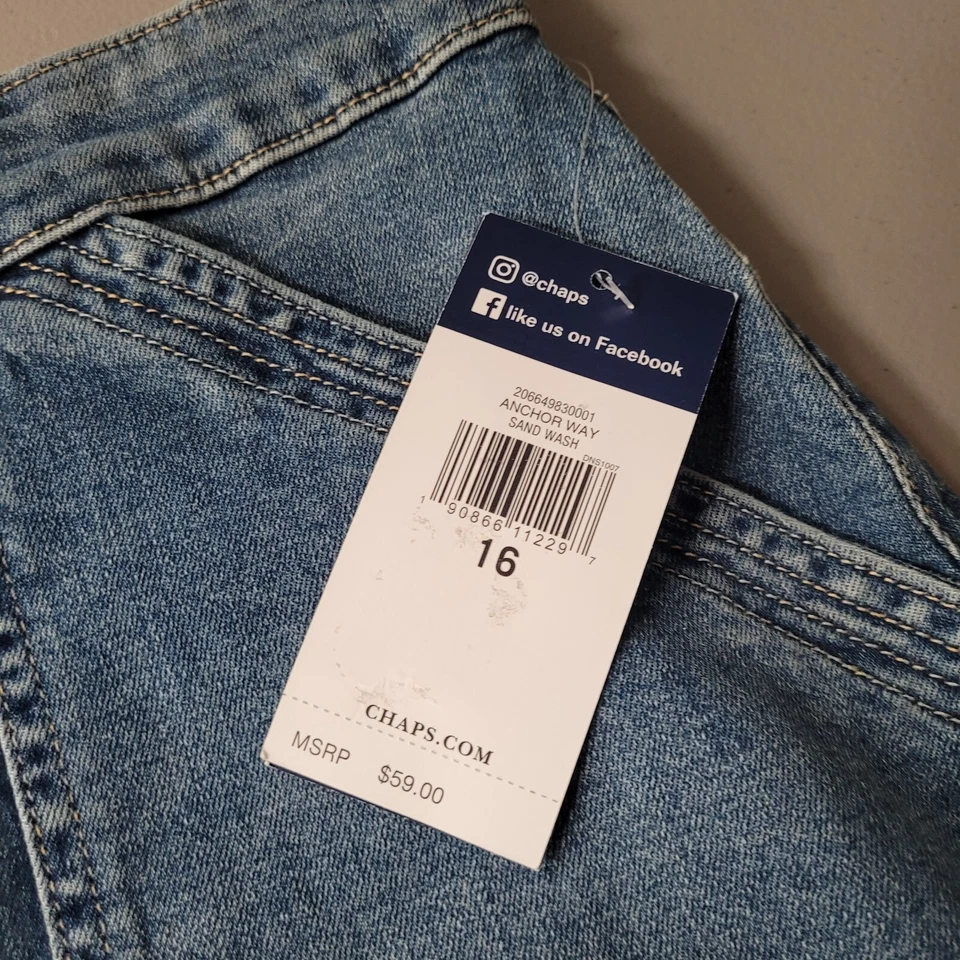 @chaps
like us on Facebook
206649830001
ANCHOR WAY
SAND WASH
DNS1007
1 90866 11229 7
16
CHAPS.COM
MSRP $59.00